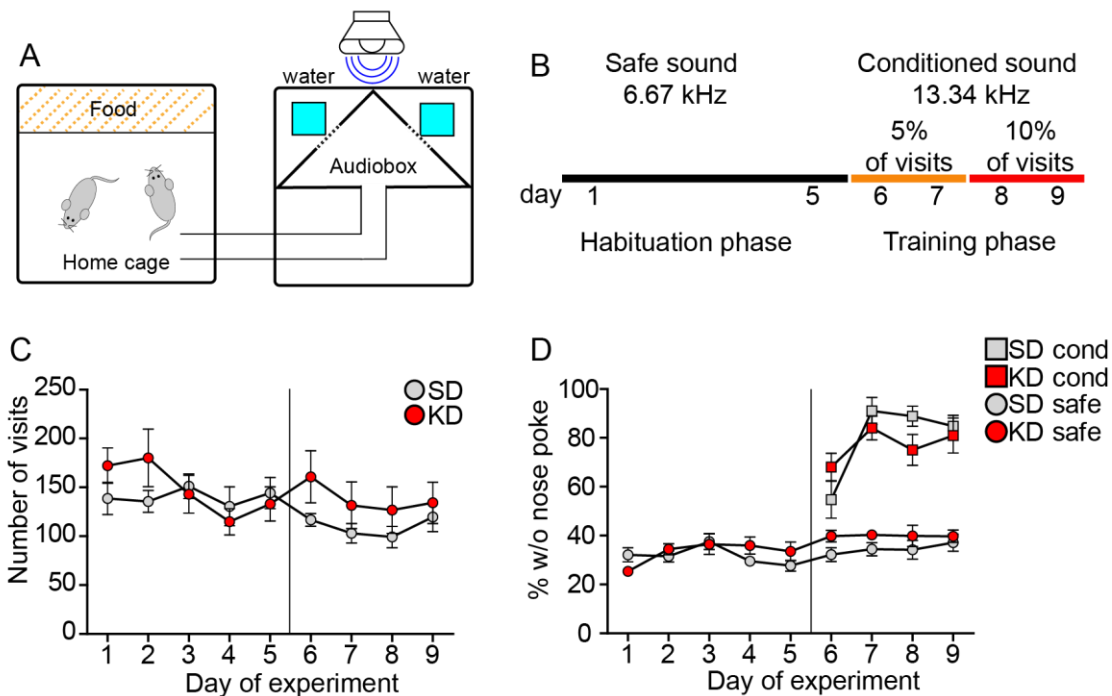 A
water
water
Food
Audiobox
Home cage
B
Safe sound
6.67 kHz
Conditioned sound
13.34 kHz
5%
of visits
10%
of visits
day 1 5 6 7 8 9
Habituation phase
Training phase
C
SD
KD
Number of visits
250
200
150
100
50
0
1 2 3 4 5 6 7 8 9
Day of experiment
D
SD cond
KD cond
SD safe
KD safe
% w/o nose poke
100
80
60
40
20
0
1 2 3 4 5 6 7 8 9
Day of experiment